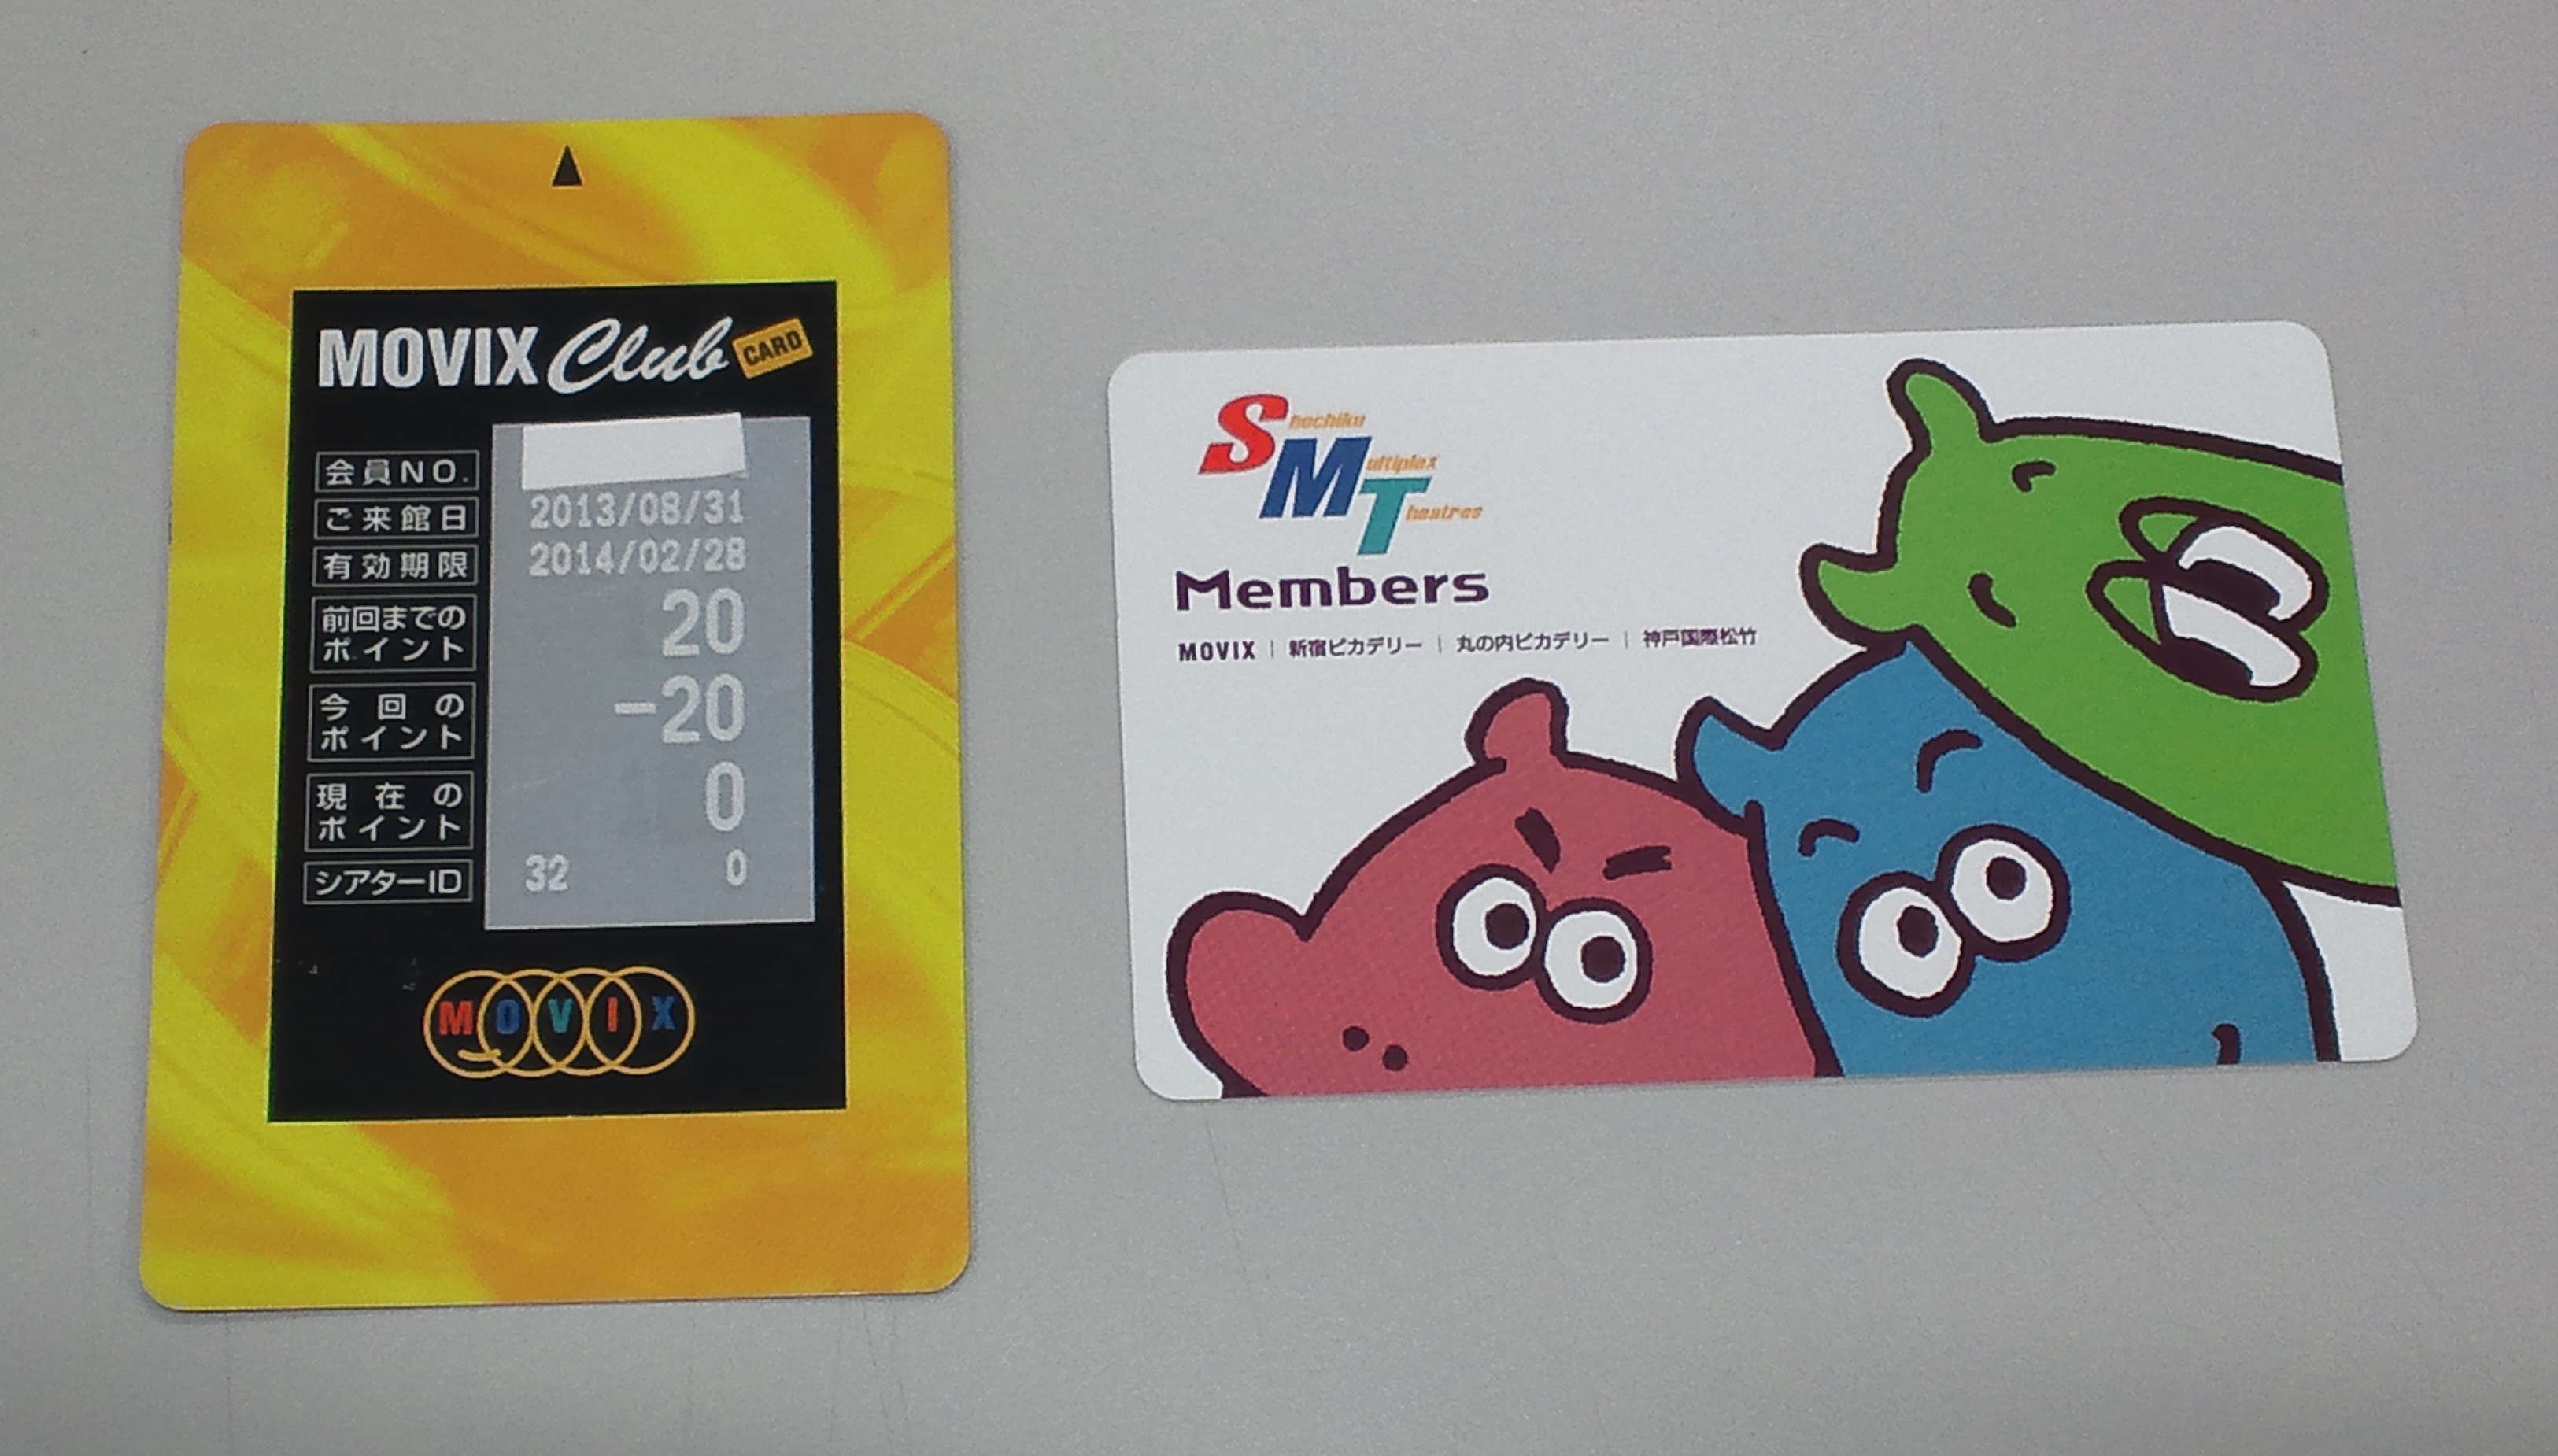 MOVIX Club CARD
会員NO.
ご来館日 2013/08/31
有効期限 2014/02/28
前回までの
ポイント 20
今回の
ポイント -20
現在の
ポイント 0
シアターID 32 0
MOVIX
Shochiku
Multiplex
Theatres
Members
MOVIX | 新宿ピカデリー | 丸の内ピカデリー | 神戸国際松竹